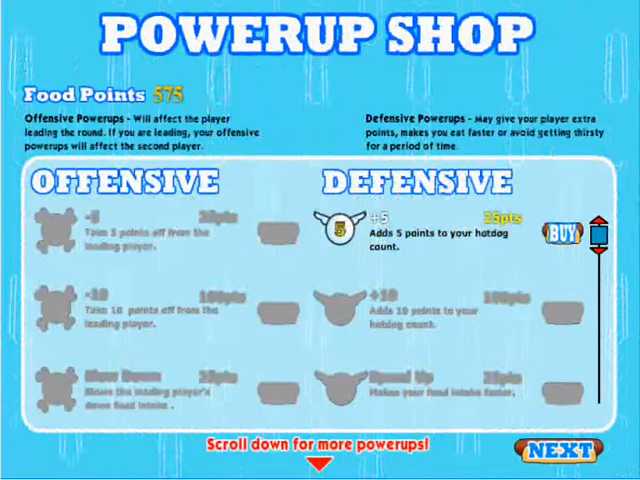 POWERUP SHOP
Food Points 575
Offensive Powerups - Will affect the player
leading the round. If you are leading, your offensive
powerups will affect the second player.
Defensive Powerups - May give your player extra
points, makes you eat faster or avoid getting thirsty
for a period of time.
OFFENSIVE
DEFENSIVE
-5
25pts
Take 5 points off from the
leading player.
5
+5
25pts
Adds 5 points to your hotdog
count.
BUY
-10
100pts
Take 10 points off from the
leading player.
+10
100pts
Adds 10 points to your
hotdog count.
Slow Down
25pts
Slows the leading player's
down food intake .
25pts
Makes your food intake faster.
Scroll down for more powerups!
NEXT